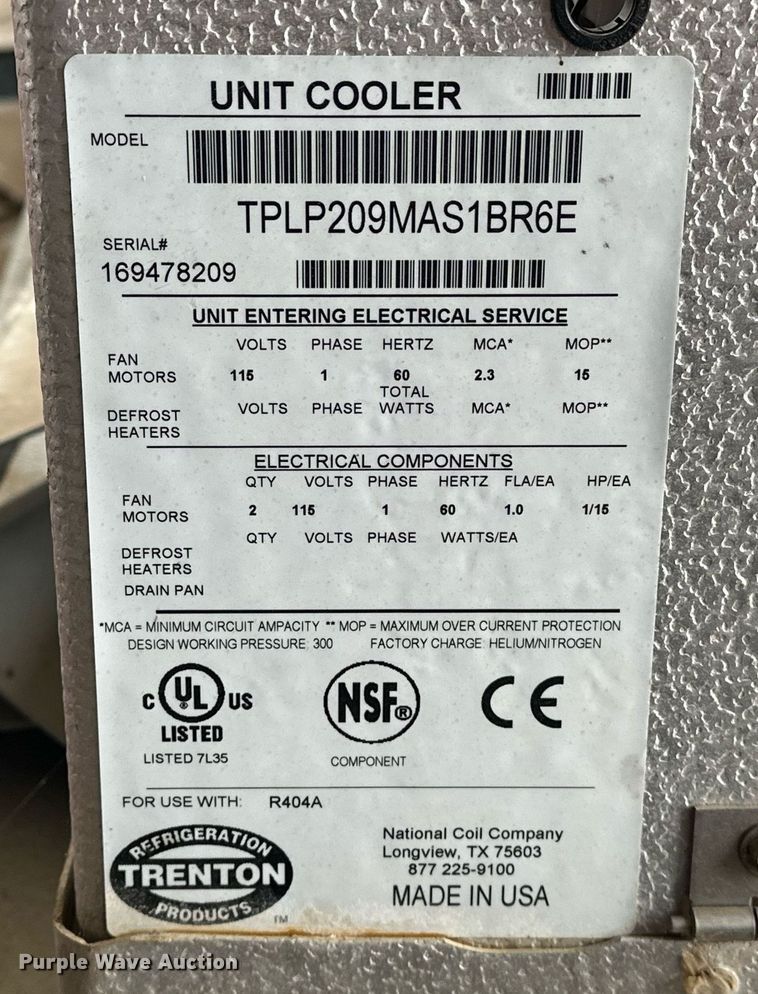 UNIT COOLER
MODEL
TPLP209MAS1BR6E
SERIAL#
169478209
UNIT ENTERING ELECTRICAL SERVICE
VOLTS PHASE HERTZ MCA* MOP**
FAN
MOTORS 115 1 60 2.3 15
TOTAL
DEFROST VOLTS PHASE WATTS MCA* MOP**
HEATERS
ELECTRICAL COMPONENTS
QTY VOLTS PHASE HERTZ FLA/EA HP/EA
FAN
MOTORS 2 115 1 60 1.0 1/15
QTY VOLTS PHASE WATTS/EA
DEFROST
HEATERS
DRAIN PAN
*MCA = MINIMUM CIRCUIT AMPACITY ** MOP = MAXIMUM OVER CURRENT PROTECTION
DESIGN WORKING PRESSURE: 300 FACTORY CHARGE: HELIUM/NITROGEN
C UL ® US
LISTED
LISTED 7L35
NSF®
COMPONENT
CE
FOR USE WITH: R404A
REFRIGERATION
TRENTON
PRODUCTS
TM
National Coil Company
Longview, TX 75603
877 225-9100
MADE IN USA
Purple Wave Auction